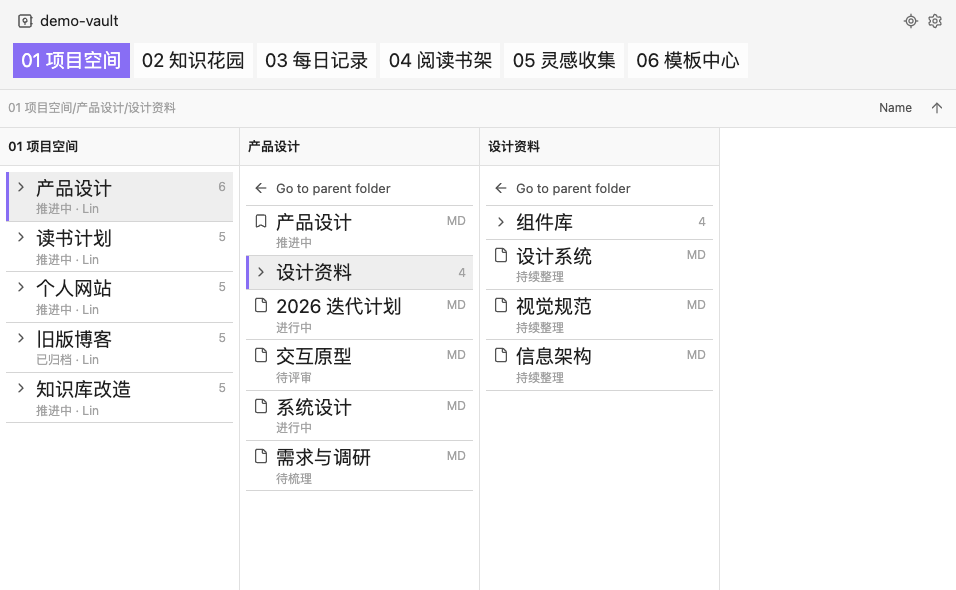 demo-vault
01 项目空间
02 知识花园
03 每日记录
04 阅读书架
05 灵感收集
06 模板中心
01 项目空间/产品设计/设计资料
Name
01 项目空间
产品设计 6
推进中 · Lin
读书计划 5
推进中 · Lin
个人网站 5
推进中 · Lin
旧版博客 5
已归档 · Lin
知识库改造 5
推进中 · Lin
产品设计
Go to parent folder
产品设计 MD
推进中
设计资料 4
2026 迭代计划 MD
进行中
交互原型 MD
待评审
系统设计 MD
进行中
需求与调研 MD
待梳理
设计资料
Go to parent folder
组件库 4
设计系统 MD
持续整理
视觉规范 MD
持续整理
信息架构 MD
持续整理